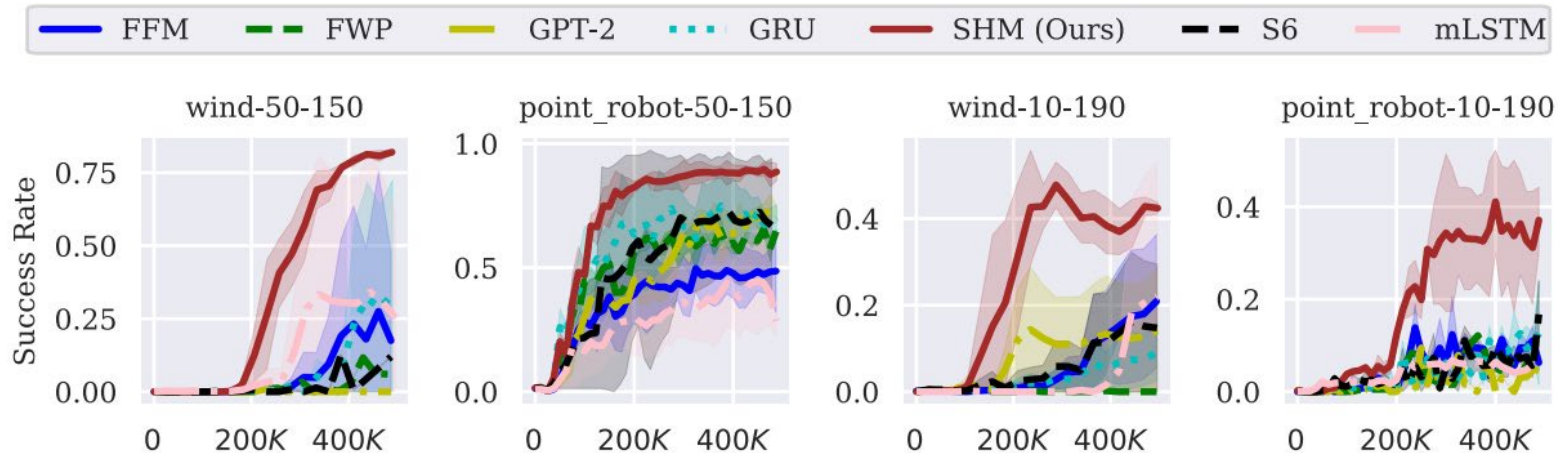 FFM FWP GPT-2 GRU SHM (Ours) S6 mLSTM
wind-50-150 point_robot-50-150 wind-10-190 point_robot-10-190
Success Rate
0.75
0.50
0.25
0.00
0 200K 400K
1.0
0.5
0.0
0 200K 400K
0.4
0.2
0.0
0 200K 400K
0.4
0.2
0.0
0 200K 400K